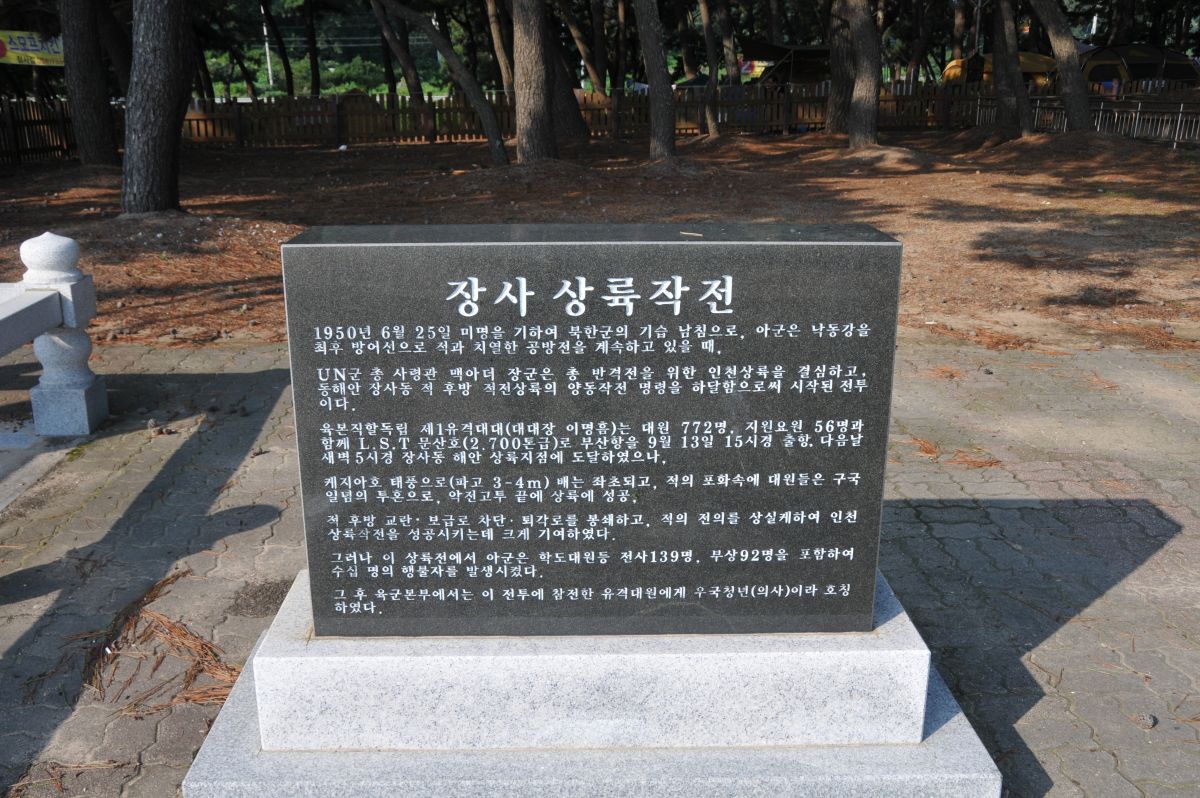 장사 상륙작전
1950년 6월 25일 미명을 기하여 북한군의 기습 남침으로, 아군은 낙동강을
최후 방어선으로 적과 치열한 공방전을 계속하고 있을 때,
UN군 총 사령관 맥아더 장군은 총 반격전을 위한 인천상륙을 결심하고,
동해안 장사동 적 후방 적전상륙의 양동작전 명령을 하달함으로써 시작된 전투
이다.
육본직할독립 제1유격대대(대대장 이명흠)는 대원 772명, 지원요원 56명과
함께 L.S.T 문산호(2,700톤급)로 부산항을 9월 13일 15시경 출항, 다음날
새벽 5시경 장사동 해안 상륙지점에 도달하였으나,
케지아호 태풍으로(파고 3-4m) 배는 좌초되고, 적의 포화속에 대원들은 구국
일념의 투혼으로, 악전고투 끝에 상륙에 성공,
적 후방 교란·보급로 차단·퇴각로를 봉쇄하고, 적의 전의를 상실케하여 인천
상륙작전을 성공시키는데 크게 기여하였다.
그러나 이 상륙전에서 아군은 학도대원등 전사139명, 부상92명을 포함하여
수십 명의 행불자를 발생시켰다.
그 후 육군본부에서는 이 전투에 참전한 유격대원에게 우국청년(의사)이라 호칭
하였다.